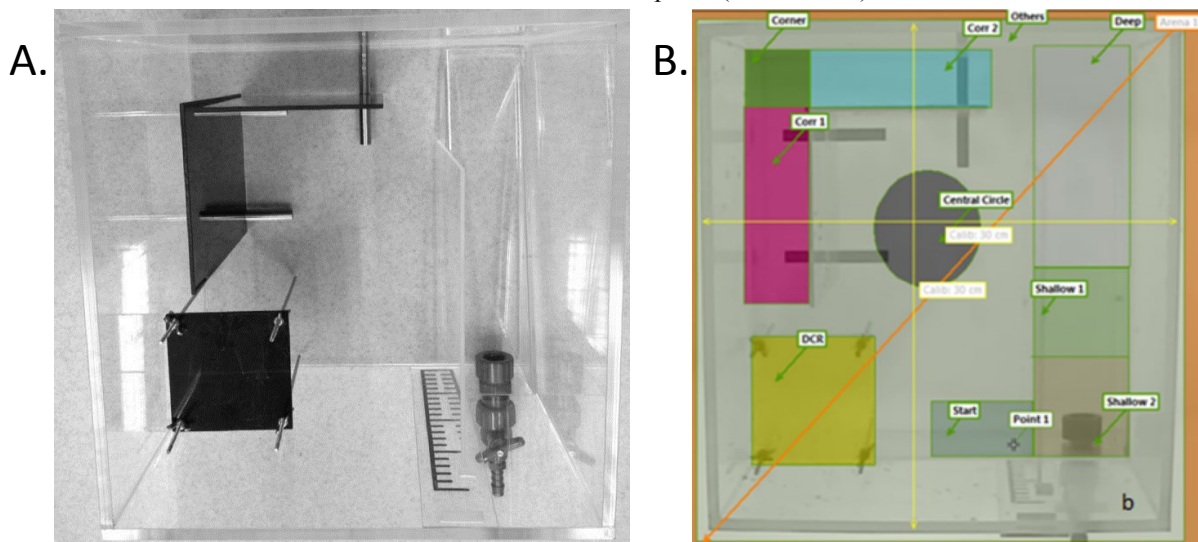 A.
B.
Corner
Corr 2
Others
Deep
Arena 1
Corr 1
Central Circle
Calib: 30 cm
Calib: 30 cm
Shallow 1
DCR
Start
Point 1
Shallow 2
b